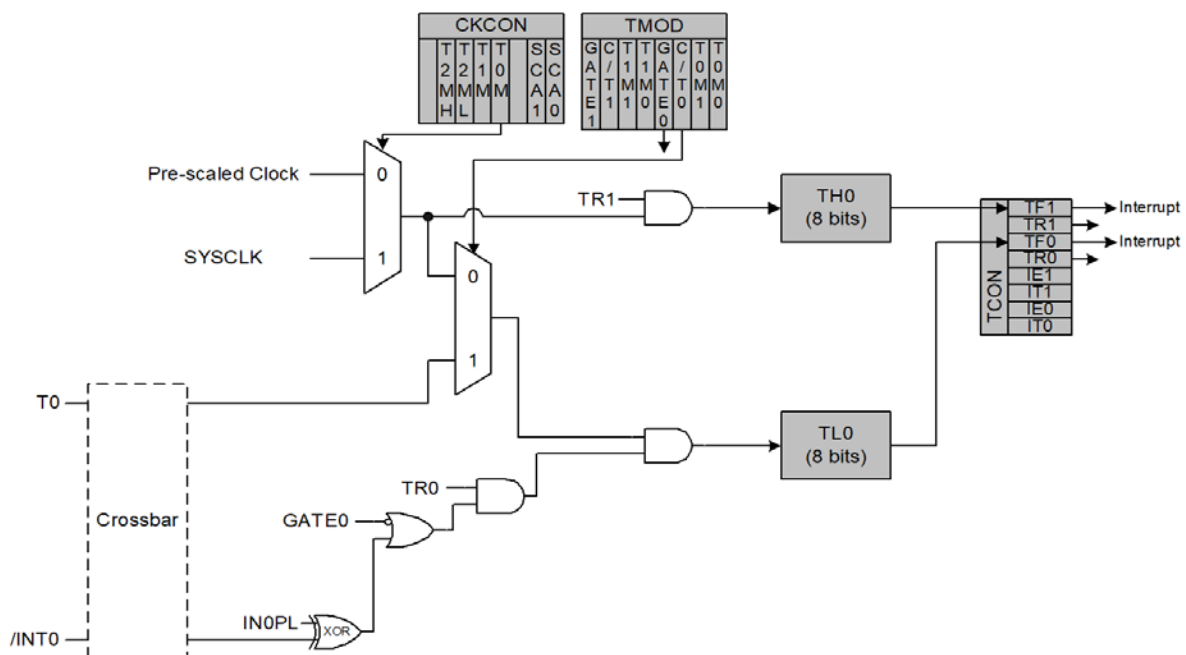 CKCON
TMOD
T2MH
T2ML
T1M
T0M
SCA1
SCA0
GATE1
C/T1
T1M1
T1M0
GATE0
C/T0
T0M1
T0M0
Pre-scaled Clock
0
SYSCLK
1
TR1
TH0
(8 bits)
TCON
TF1
TR1
TF0
TR0
IE1
IT1
IE0
IT0
Interrupt
Interrupt
0
1
T0
Crossbar
TL0
(8 bits)
TR0
GATE0
IN0PL
XOR
/INT0